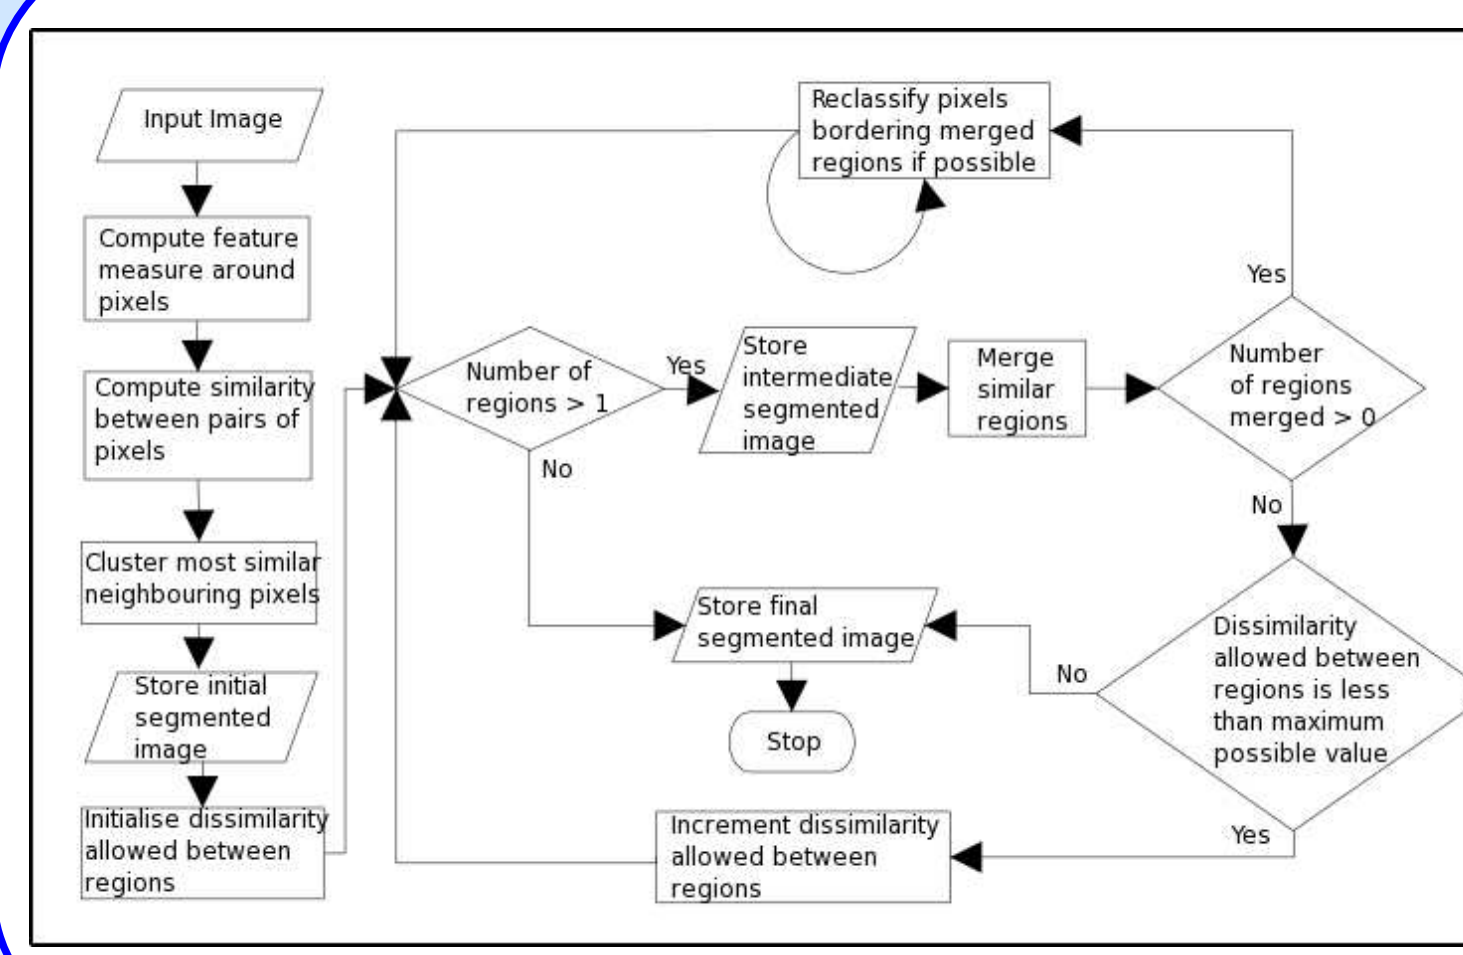 Input Image
Compute feature
measure around
pixels
Compute similarity
between pairs of
pixels
Cluster most similar
neighbouring pixels
Store initial
segmented
image
Initialise dissimilarity
allowed between
regions
Number of
regions > 1
Yes
No
Store
intermediate
segmented
image
Merge
similar
regions
Number
of regions
merged > 0
Yes
No
Reclassify pixels
bordering merged
regions if possible
Dissimilarity
allowed between
regions is less
than maximum
possible value
No
Yes
Store final
segmented image
Stop
Increment dissimilarity
allowed between
regions